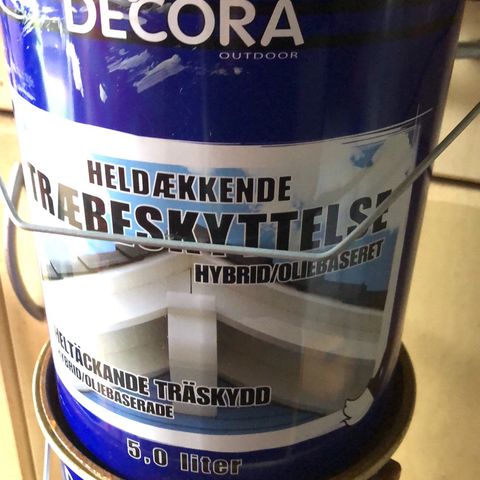 DECORA
OUTDOOR
HELDÆKKENDE
TRÆBESKYTTELSE
HYBRID/OLIEBASERET
HELTÄCKANDE TRÄSKYDD
HYBRID/OLJEBASERADE
5,0 liter